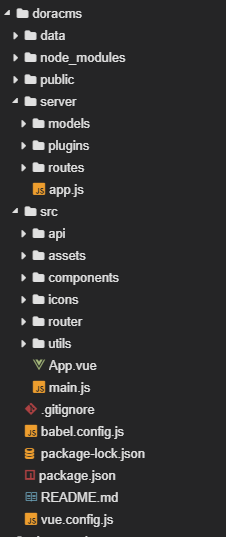 doracms
data
node_modules
public
server
models
plugins
routes
JS app.js
src
api
assets
components
icons
router
utils
App.vue
JS main.js
.gitignore
JS babel.config.js
package-lock.json
package.json
README.md
JS vue.config.js